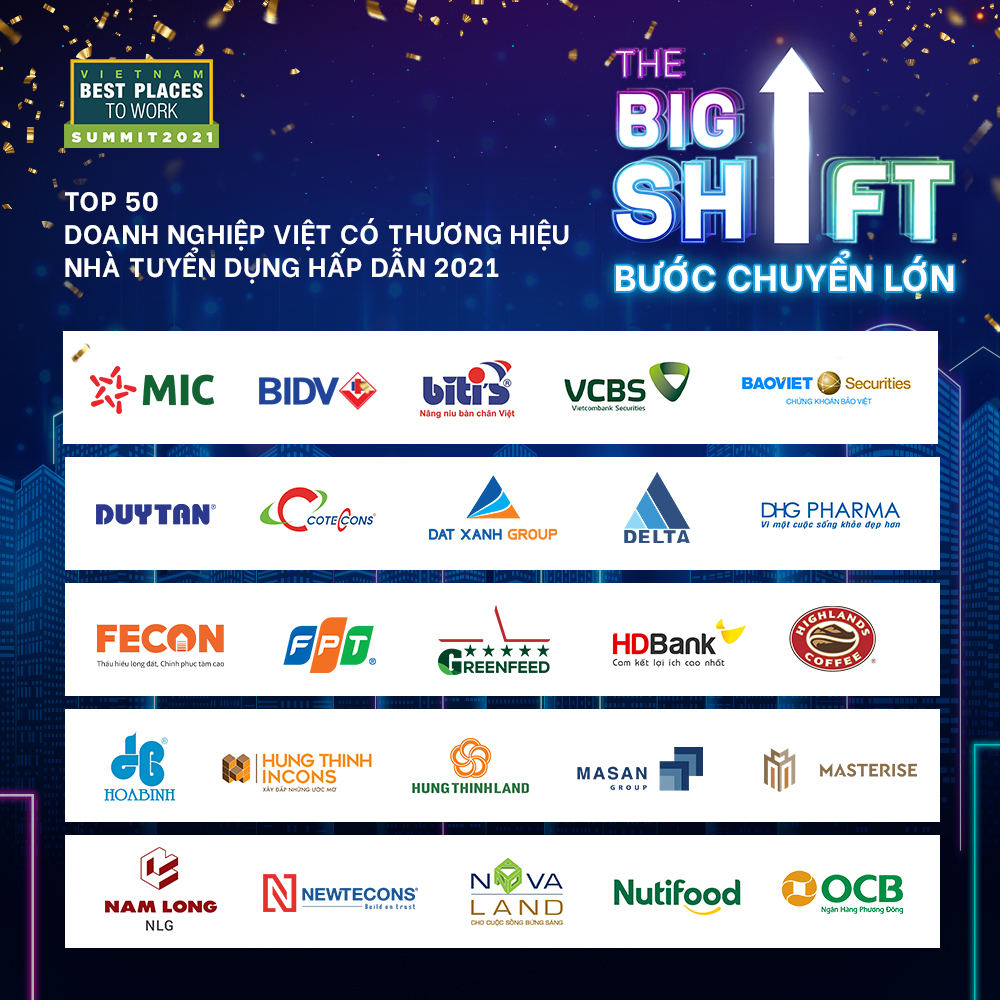 VIETNAM
BEST PLACES
TO WORK
SUMMIT2021
THE
BIG
SHIFT
BƯỚC CHUYỂN LỚN
TOP 50
DOANH NGHIỆP VIỆT CÓ THƯƠNG HIỆU
NHÀ TUYỂN DỤNG HẤP DẪN 2021
MIC
BIDV
biti's®
Nâng niu bàn chân Việt
VCBS
Vietcombank Securities
BAOVIET Securities
CHỨNG KHOÁN BẢO VIỆT
DUYTAN®
COTECCONS®
DAT XANH GROUP
DELTA
DHG PHARMA
Vì một cuộc sống khỏe đẹp hơn
FECON
Thấu hiểu lòng đất, Chinh phục tầm cao
FPT®
GREENFEED
HDBank
Cam kết lợi ích cao nhất
HIGHLANDS
COFFEE®
®
HOABINH
HUNG THINH
INCONS
XÂY ĐẮP NHỮNG ƯỚC MƠ
HUNG THINH LAND
MASAN
GROUP
MASTERISE
NAM LONG
NLG
NEWTECONS®
Build on trust
NOVA
LAND
CHO CUỘC SỐNG BỪNG SÁNG
Nutifood
OCB
Ngân Hàng Phương Đông